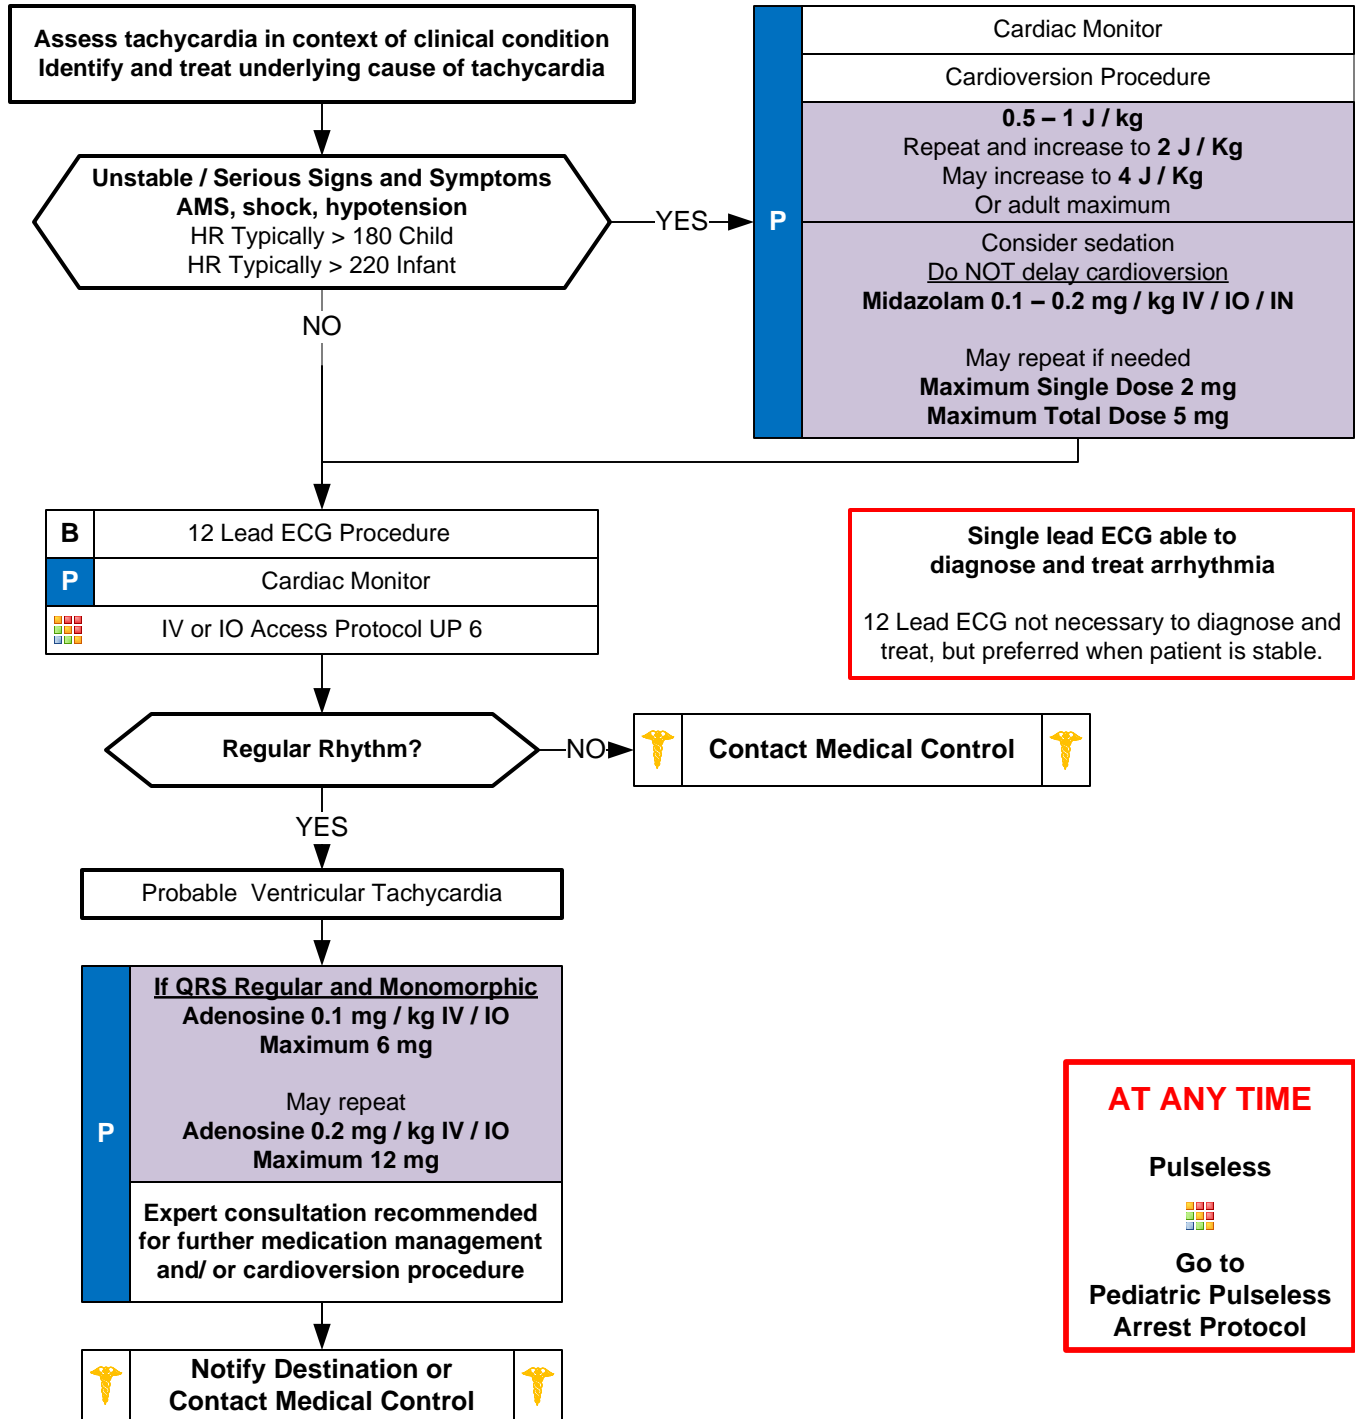 Assess tachycardia in context of clinical condition
Identify and treat underlying cause of tachycardia
Unstable / Serious Signs and Symptoms
AMS, shock, hypotension
HR Typically > 180 Child
HR Typically > 220 Infant
YES
NO
P
Cardiac Monitor
Cardioversion Procedure
0.5 – 1 J / kg
Repeat and increase to 2 J / Kg
May increase to 4 J / Kg
Or adult maximum
Consider sedation
Do NOT delay cardioversion
Midazolam 0.1 – 0.2 mg / kg IV / IO / IN
May repeat if needed
Maximum Single Dose 2 mg
Maximum Total Dose 5 mg
B
12 Lead ECG Procedure
P
Cardiac Monitor
IV or IO Access Protocol UP 6
Single lead ECG able to
diagnose and treat arrhythmia
12 Lead ECG not necessary to diagnose and
treat, but preferred when patient is stable.
Regular Rhythm?
NO
Contact Medical Control
YES
Probable Ventricular Tachycardia
P
If QRS Regular and Monomorphic
Adenosine 0.1 mg / kg IV / IO
Maximum 6 mg
May repeat
Adenosine 0.2 mg / kg IV / IO
Maximum 12 mg
Expert consultation recommended
for further medication management
and/ or cardioversion procedure
Notify Destination or
Contact Medical Control
AT ANY TIME
Pulseless
Go to
Pediatric Pulseless
Arrest Protocol